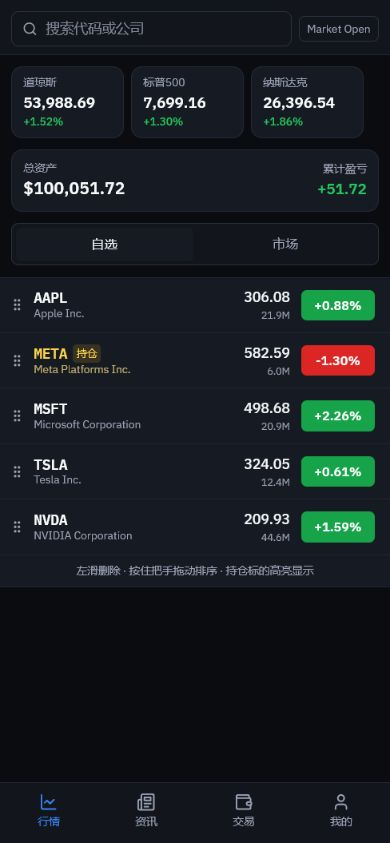 搜索代码或公司
Market Open
道琼斯
53,988.69
+1.52%
标普500
7,699.16
+1.30%
纳斯达克
26,396.54
+1.86%
总资产
$100,051.72
累计盈亏
+51.72
自选
市场
AAPL
Apple Inc.
306.08
21.9M
+0.88%
META 持仓
Meta Platforms Inc.
582.59
6.0M
-1.30%
MSFT
Microsoft Corporation
498.68
20.9M
+2.26%
TSLA
Tesla Inc.
324.05
12.4M
+0.61%
NVDA
NVIDIA Corporation
209.93
44.6M
+1.59%
左滑删除 · 按住把手拖动排序 · 持仓标的高亮显示
行情
资讯
交易
我的